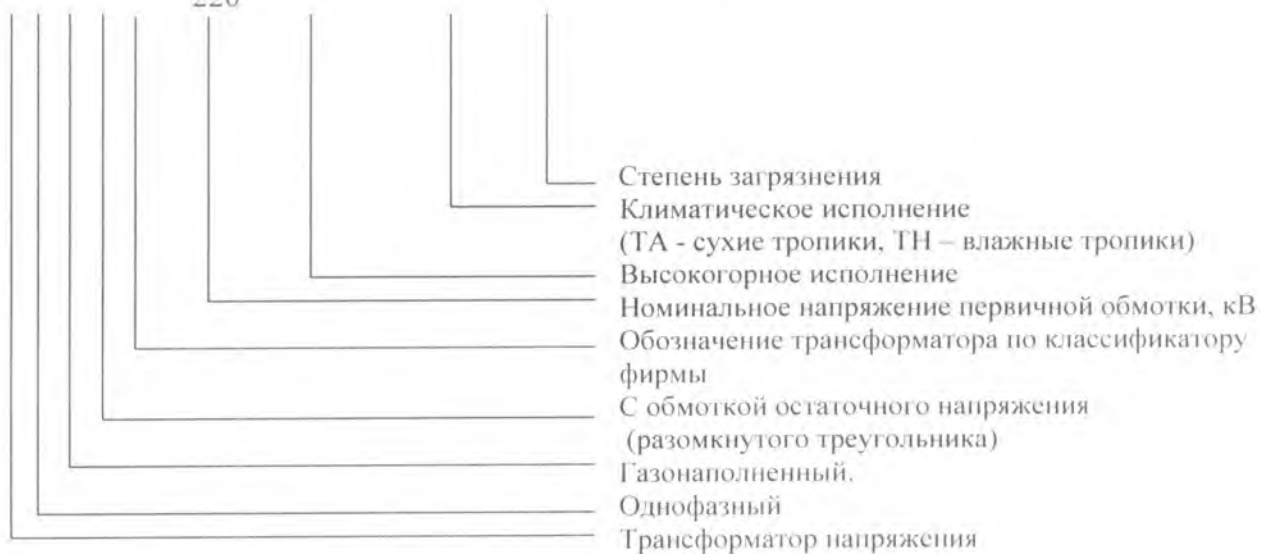 220
Степень загрязнения
Климатическое исполнение
(ТА - сухие тропики, ТН – влажные тропики)
Высокогорное исполнение
Номинальное напряжение первичной обмотки, кВ
Обозначение трансформатора по классификатору
фирмы
С обмоткой остаточного напряжения
(разомкнутого треугольника)
Газонаполненный.
Однофазный
Трансформатор напряжения